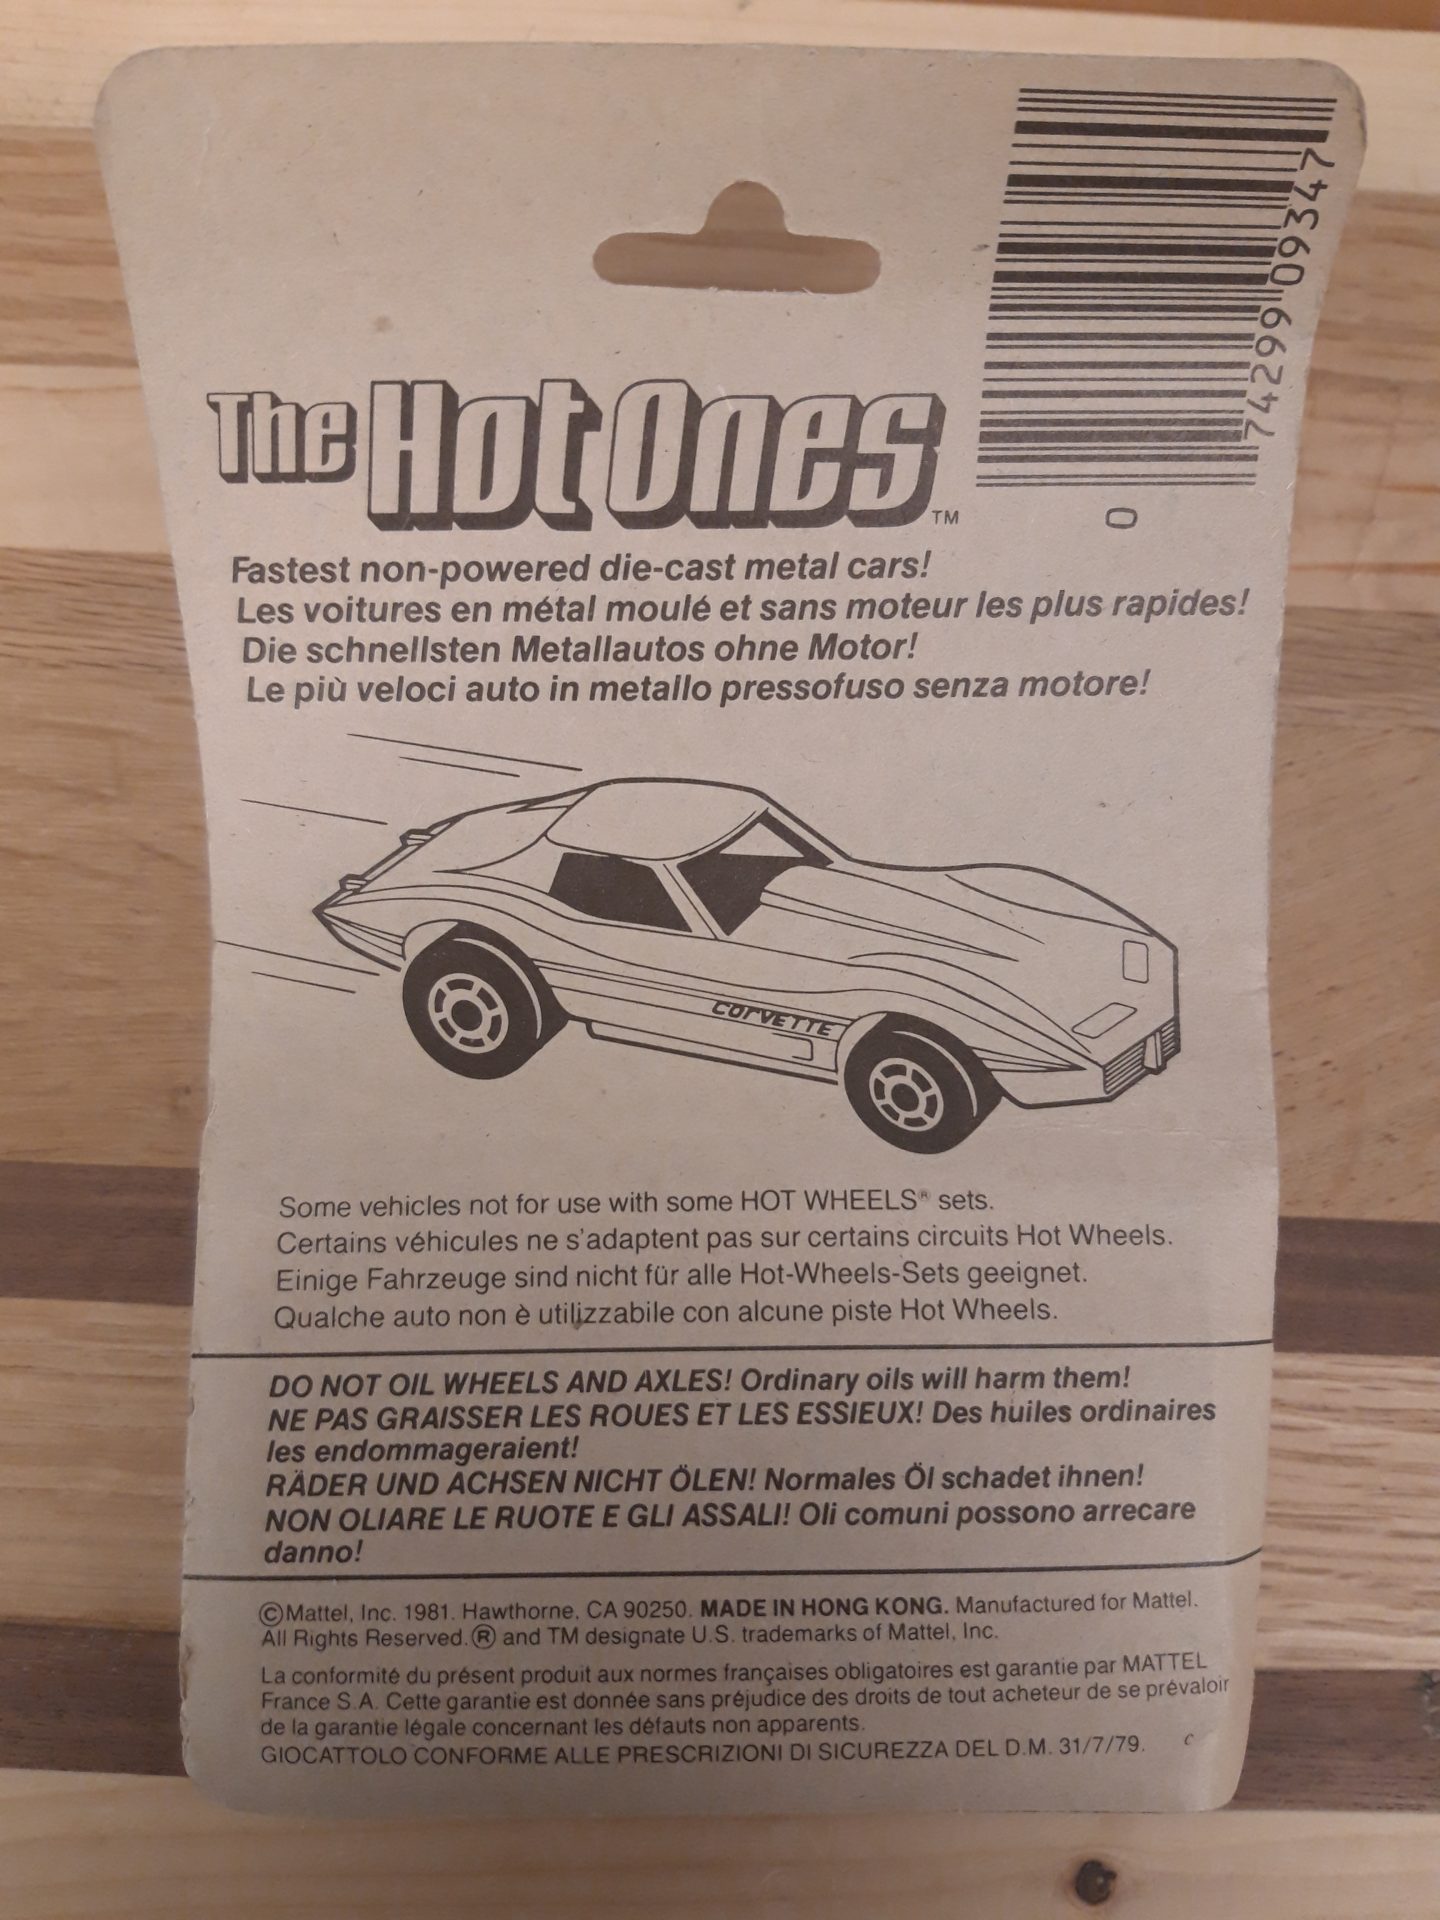 74299 09347
0
The Hot Ones™
Fastest non-powered die-cast metal cars!
Les voitures en métal moulé et sans moteur les plus rapides!
Die schnellsten Metallautos ohne Motor!
Le più veloci auto in metallo pressofuso senza motore!
CORVETTE
Some vehicles not for use with some HOT WHEELS® sets.
Certains véhicules ne s'adaptent pas sur certains circuits Hot Wheels.
Einige Fahrzeuge sind nicht für alle Hot-Wheels-Sets geeignet.
Qualche auto non è utilizzabile con alcune piste Hot Wheels.
DO NOT OIL WHEELS AND AXLES! Ordinary oils will harm them!
NE PAS GRAISSER LES ROUES ET LES ESSIEUX! Des huiles ordinaires
les endommageraient!
RÄDER UND ACHSEN NICHT ÖLEN! Normales Öl schadet ihnen!
NON OLIARE LE RUOTE E GLI ASSALI! Oli comuni possono arrecare
danno!
©Mattel, Inc. 1981. Hawthorne, CA 90250. MADE IN HONG KONG. Manufactured for Mattel.
All Rights Reserved. ® and TM designate U.S. trademarks of Mattel, Inc.
La conformité du présent produit aux normes françaises obligatoires est garantie par MATTEL
France S.A. Cette garantie est donnée sans préjudice des droits de tout acheteur de se prévaloir
de la garantie légale concernant les défauts non apparents.
GIOCATTOLO CONFORME ALLE PRESCRIZIONI DI SICUREZZA DEL D.M. 31/7/79. C